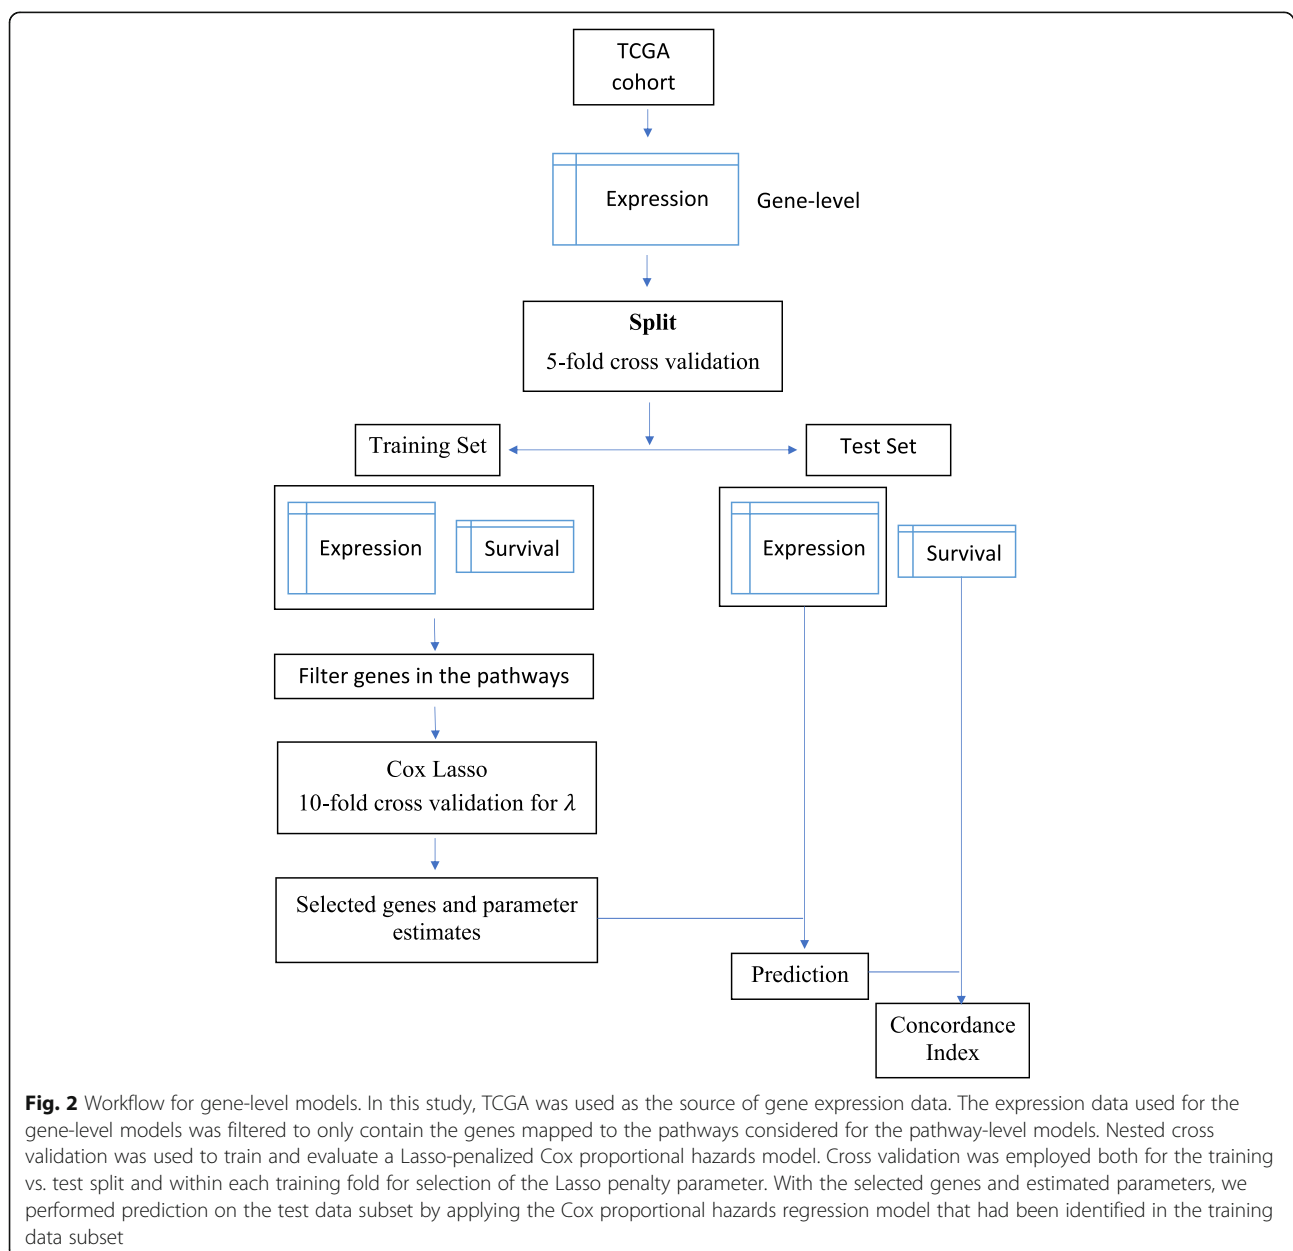 TCGA
cohort
Expression
Gene-level
Split
5-fold cross validation
Training Set
Test Set
Expression
Survival
Expression
Survival
Filter genes in the pathways
Cox Lasso
10-fold cross validation for λ
Selected genes and parameter
estimates
Prediction
Concordance
Index
Fig. 2 Workflow for gene-level models. In this study, TCGA was used as the source of gene expression data. The expression data used for the
gene-level models was filtered to only contain the genes mapped to the pathways considered for the pathway-level models. Nested cross
validation was used to train and evaluate a Lasso-penalized Cox proportional hazards model. Cross validation was employed both for the training
vs. test split and within each training fold for selection of the Lasso penalty parameter. With the selected genes and estimated parameters, we
performed prediction on the test data subset by applying the Cox proportional hazards regression model that had been identified in the training
data subset